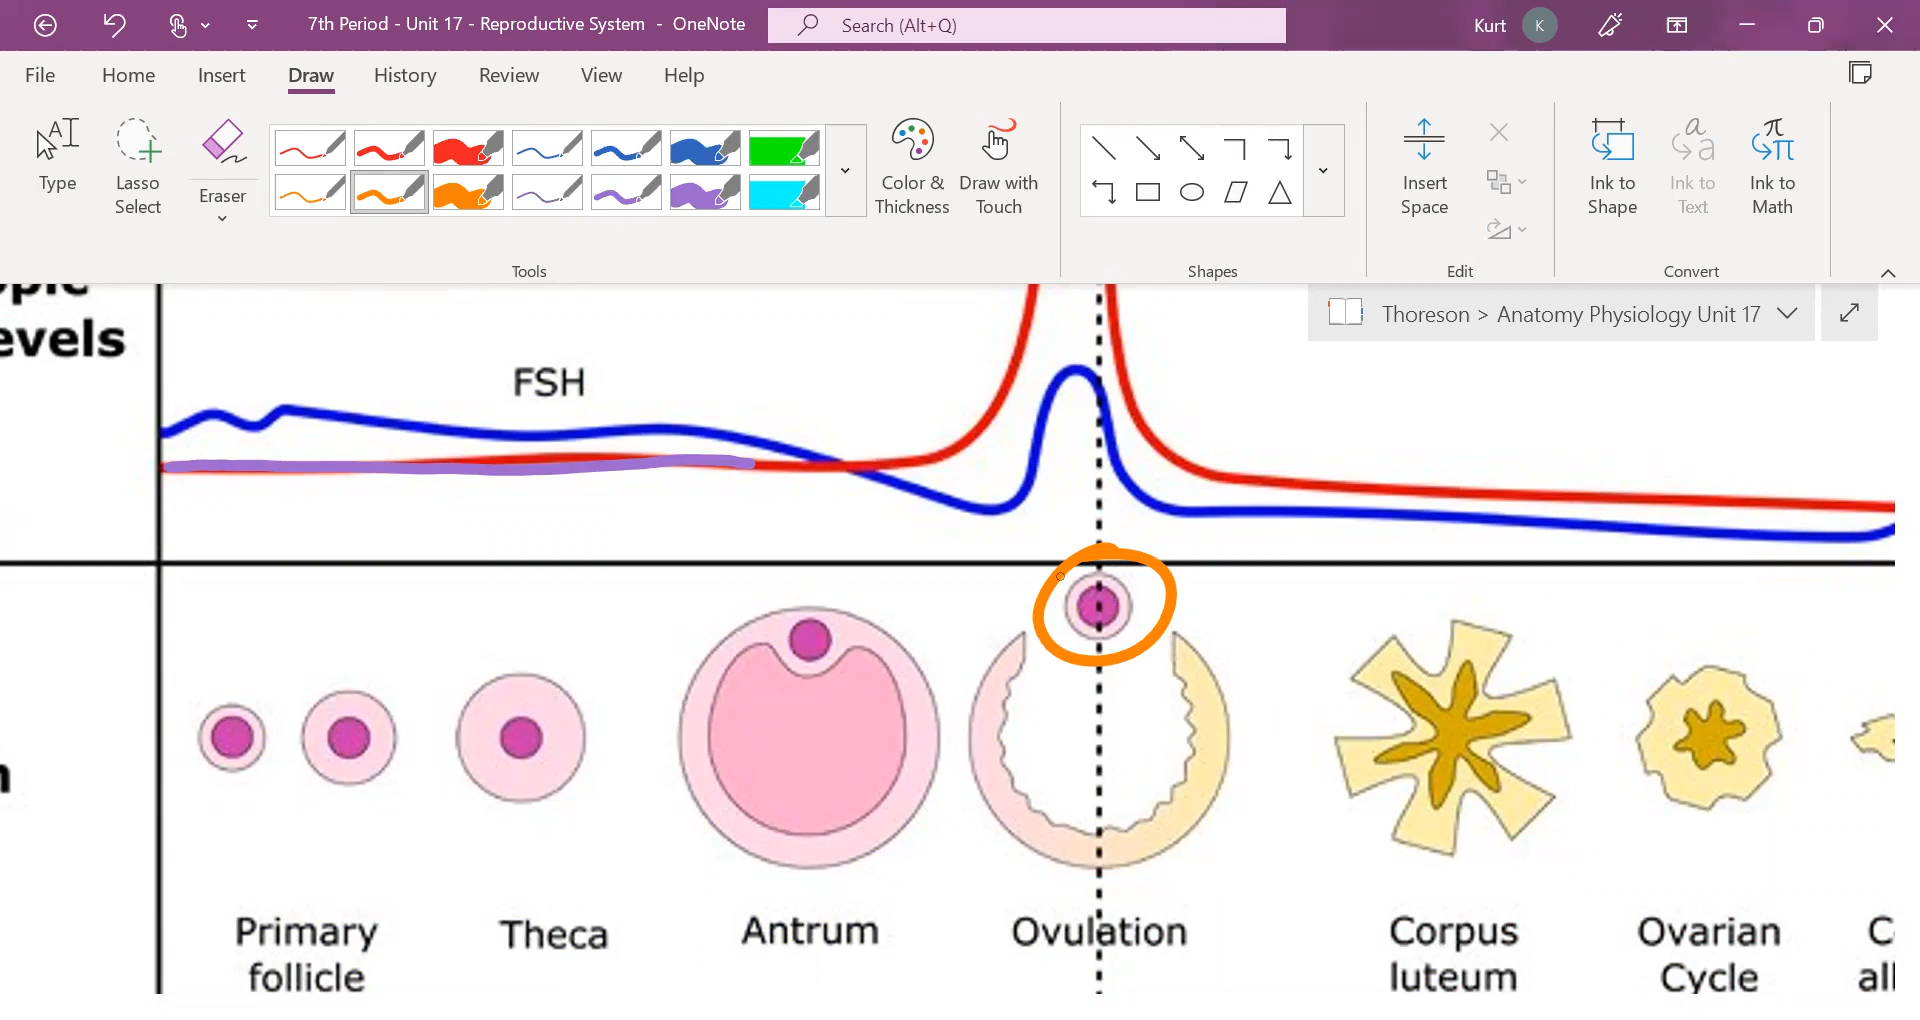 7th Period - Unit 17 - Reproductive System - OneNote
Search (Alt+Q)
Kurt
K
File Home Insert Draw History Review View Help
Type
Lasso Select
Eraser
Color & Thickness
Draw with Touch
Insert Space
Ink to Shape
Ink to Text
Ink to Math
Tools
Shapes
Edit
Convert
Thoreson > Anatomy Physiology Unit 17
FSH
Primary follicle
Theca
Antrum
Ovulation
Corpus luteum
Ovarian Cycle